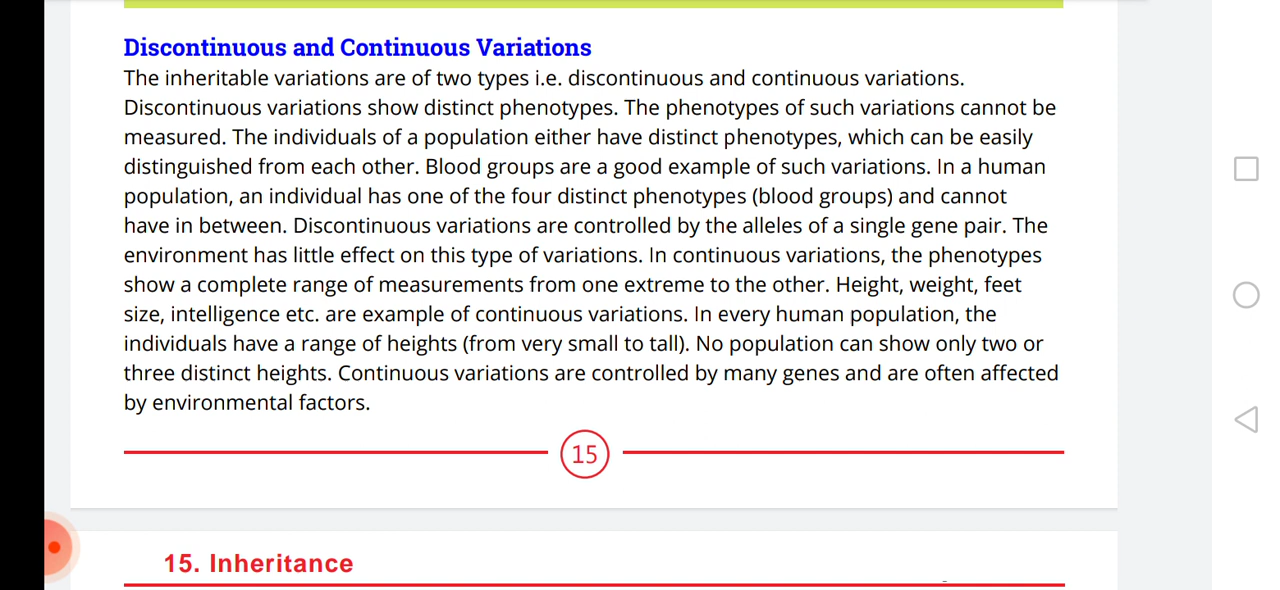 Discontinuous and Continuous Variations
The inheritable variations are of two types i.e. discontinuous and continuous variations.
Discontinuous variations show distinct phenotypes. The phenotypes of such variations cannot be
measured. The individuals of a population either have distinct phenotypes, which can be easily
distinguished from each other. Blood groups are a good example of such variations. In a human
population, an individual has one of the four distinct phenotypes (blood groups) and cannot
have in between. Discontinuous variations are controlled by the alleles of a single gene pair. The
environment has little effect on this type of variations. In continuous variations, the phenotypes
show a complete range of measurements from one extreme to the other. Height, weight, feet
size, intelligence etc. are example of continuous variations. In every human population, the
individuals have a range of heights (from very small to tall). No population can show only two or
three distinct heights. Continuous variations are controlled by many genes and are often affected
by environmental factors.
15
15. Inheritance